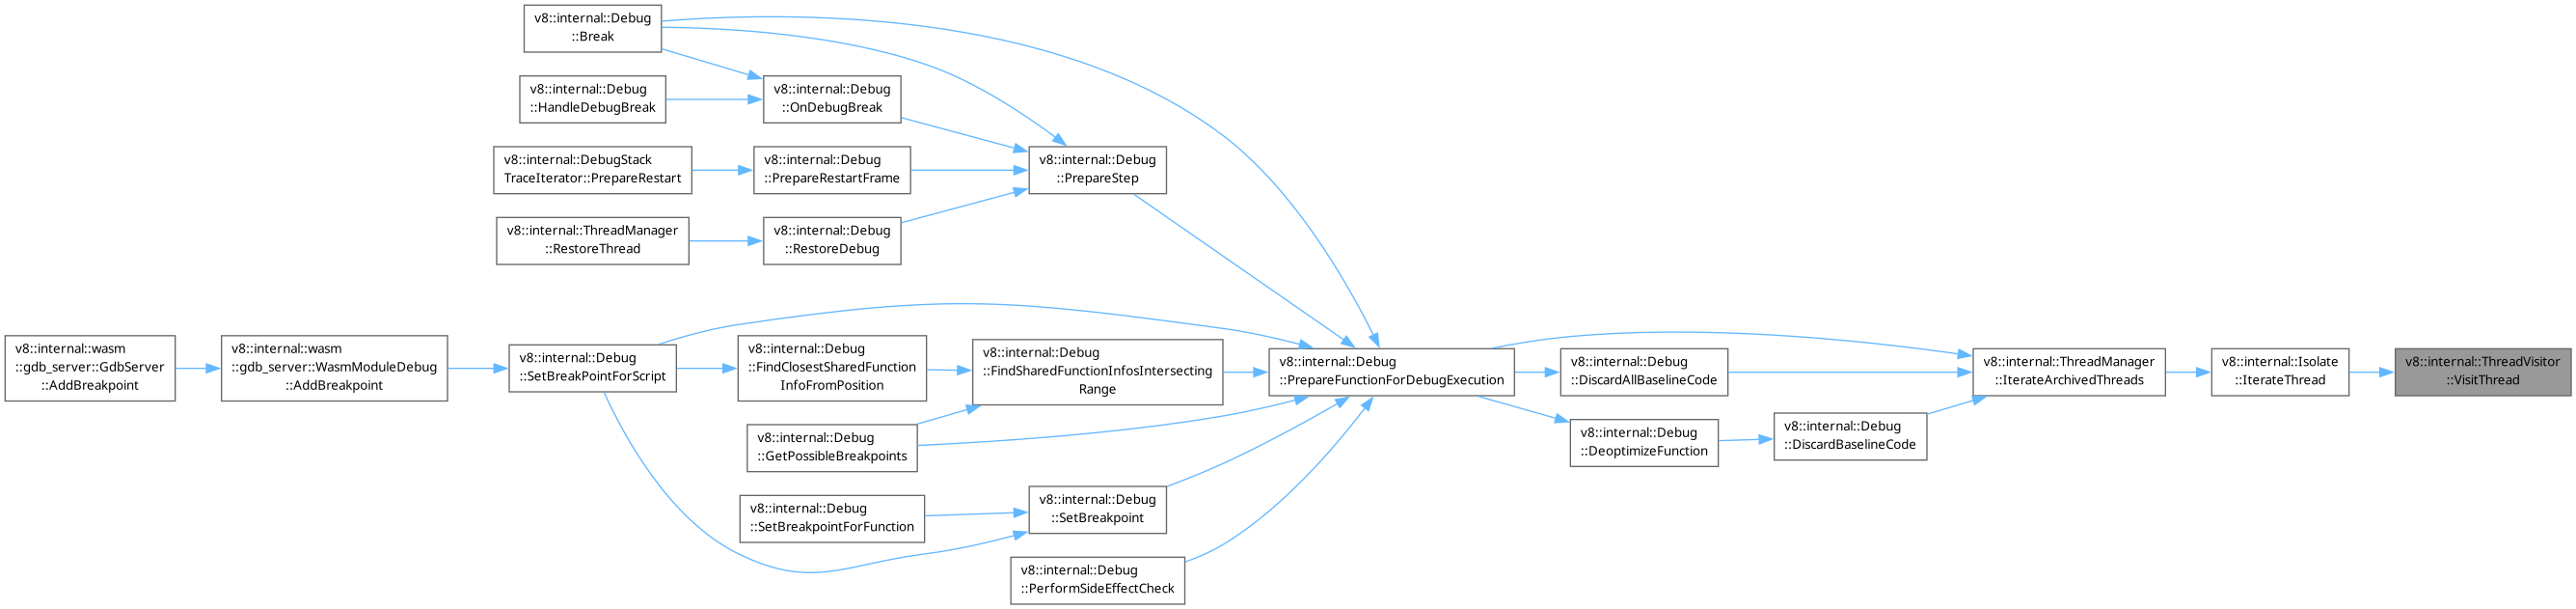 v8::internal::Debug
::Break
v8::internal::Debug
::HandleDebugBreak
v8::internal::Debug
::OnDebugBreak
v8::internal::DebugStack
TraceIterator::PrepareRestart
v8::internal::Debug
::PrepareRestartFrame
v8::internal::Debug
::PrepareStep
v8::internal::ThreadManager
::RestoreThread
v8::internal::Debug
::RestoreDebug
v8::internal::wasm
::gdb_server::GdbServer
::AddBreakpoint
v8::internal::wasm
::gdb_server::WasmModuleDebug
::AddBreakpoint
v8::internal::Debug
::SetBreakPointForScript
v8::internal::Debug
::FindClosestSharedFunction
InfoFromPosition
v8::internal::Debug
::FindSharedFunctionInfosIntersecting
Range
v8::internal::Debug
::PrepareFunctionForDebugExecution
v8::internal::Debug
::DiscardAllBaselineCode
v8::internal::ThreadManager
::IterateArchivedThreads
v8::internal::Isolate
::IterateThread
v8::internal::ThreadVisitor
::VisitThread
v8::internal::Debug
::GetPossibleBreakpoints
v8::internal::Debug
::DeoptimizeFunction
v8::internal::Debug
::DiscardBaselineCode
v8::internal::Debug
::SetBreakpointForFunction
v8::internal::Debug
::SetBreakpoint
v8::internal::Debug
::PerformSideEffectCheck